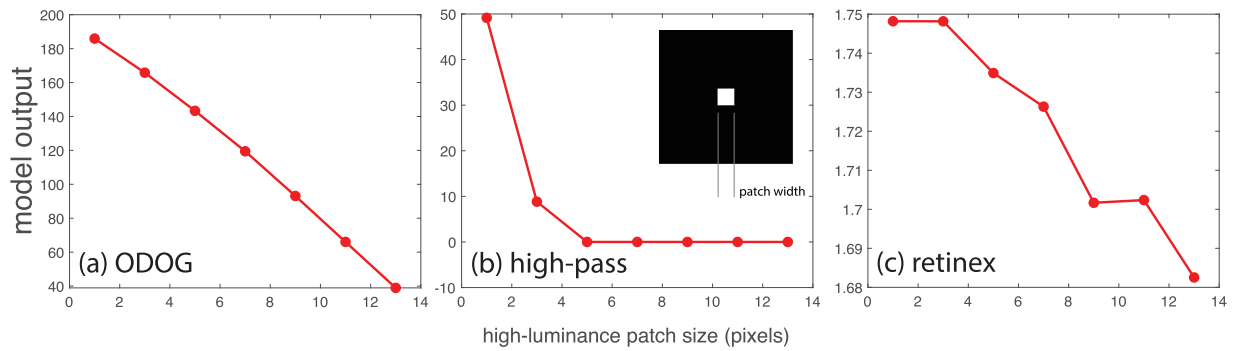 model output
200
180
160
140
120
100
80
60
40
0 2 4 6 8 10 12 14
(a) ODOG
50
40
30
20
10
0
-10
0 2 4 6 8 10 12 14
patch width
(b) high-pass
1.75
1.74
1.73
1.72
1.71
1.7
1.69
1.68
0 2 4 6 8 10 12 14
(c) retinex
high-luminance patch size (pixels)